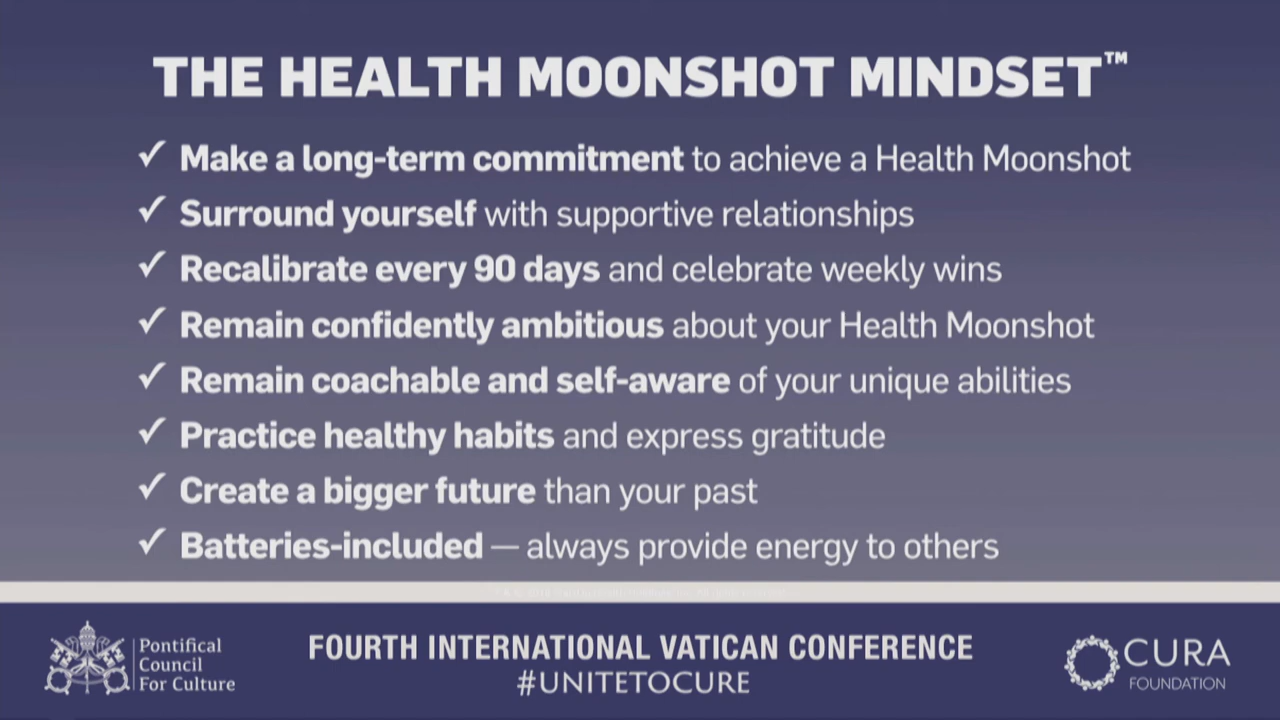 THE HEALTH MOONSHOT MINDSET™
✓ Make a long-term commitment to achieve a Health Moonshot
✓ Surround yourself with supportive relationships
✓ Recalibrate every 90 days and celebrate weekly wins
✓ Remain confidently ambitious about your Health Moonshot
✓ Remain coachable and self-aware of your unique abilities
✓ Practice healthy habits and express gratitude
✓ Create a bigger future than your past
✓ Batteries-included — always provide energy to others
Pontifical
Council
For Culture
FOURTH INTERNATIONAL VATICAN CONFERENCE
#UNITETOCURE
CURA
FOUNDATION